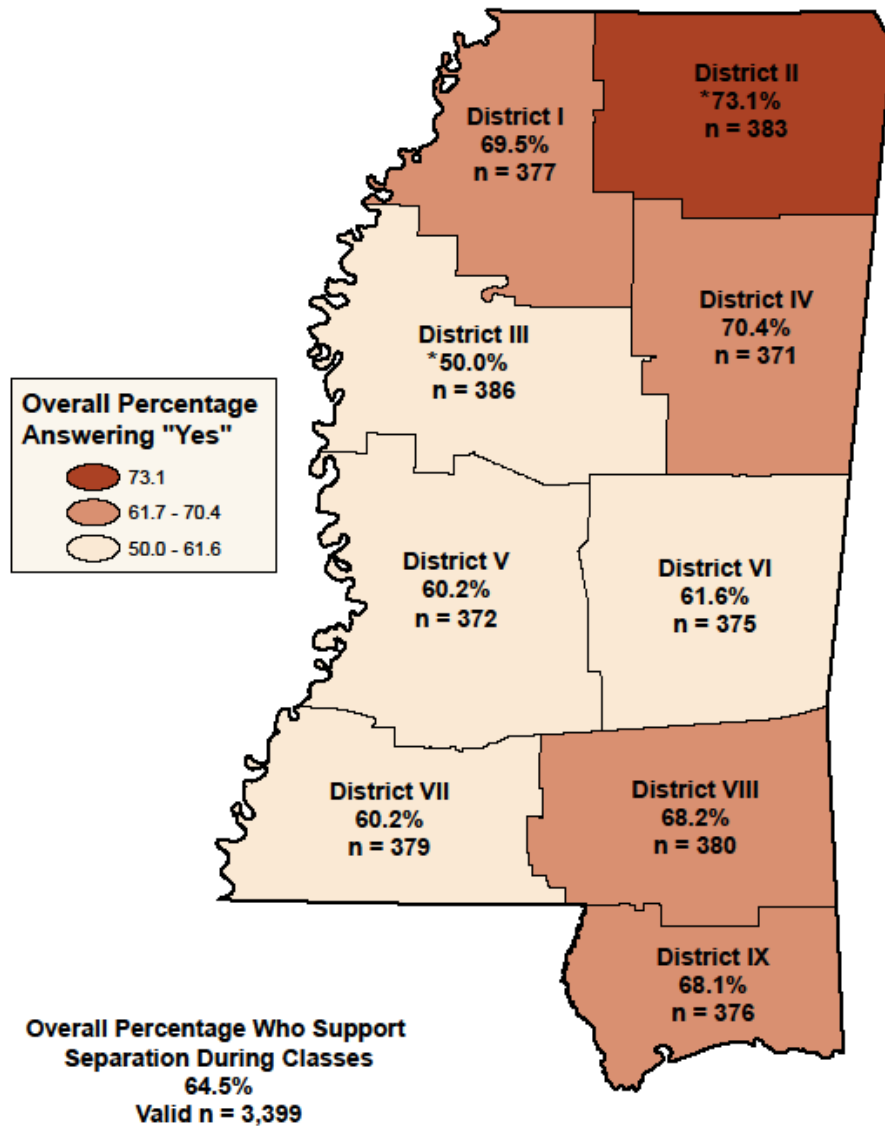 District II
*73.1%
n = 383
District I
69.5%
n = 377
District IV
70.4%
n = 371
District III
*50.0%
n = 386
Overall Percentage
Answering "Yes"
73.1
61.7 - 70.4
50.0 - 61.6
District V
60.2%
n = 372
District VI
61.6%
n = 375
District VII
60.2%
n = 379
District VIII
68.2%
n = 380
District IX
68.1%
n = 376
Overall Percentage Who Support
Separation During Classes
64.5%
Valid n = 3,399